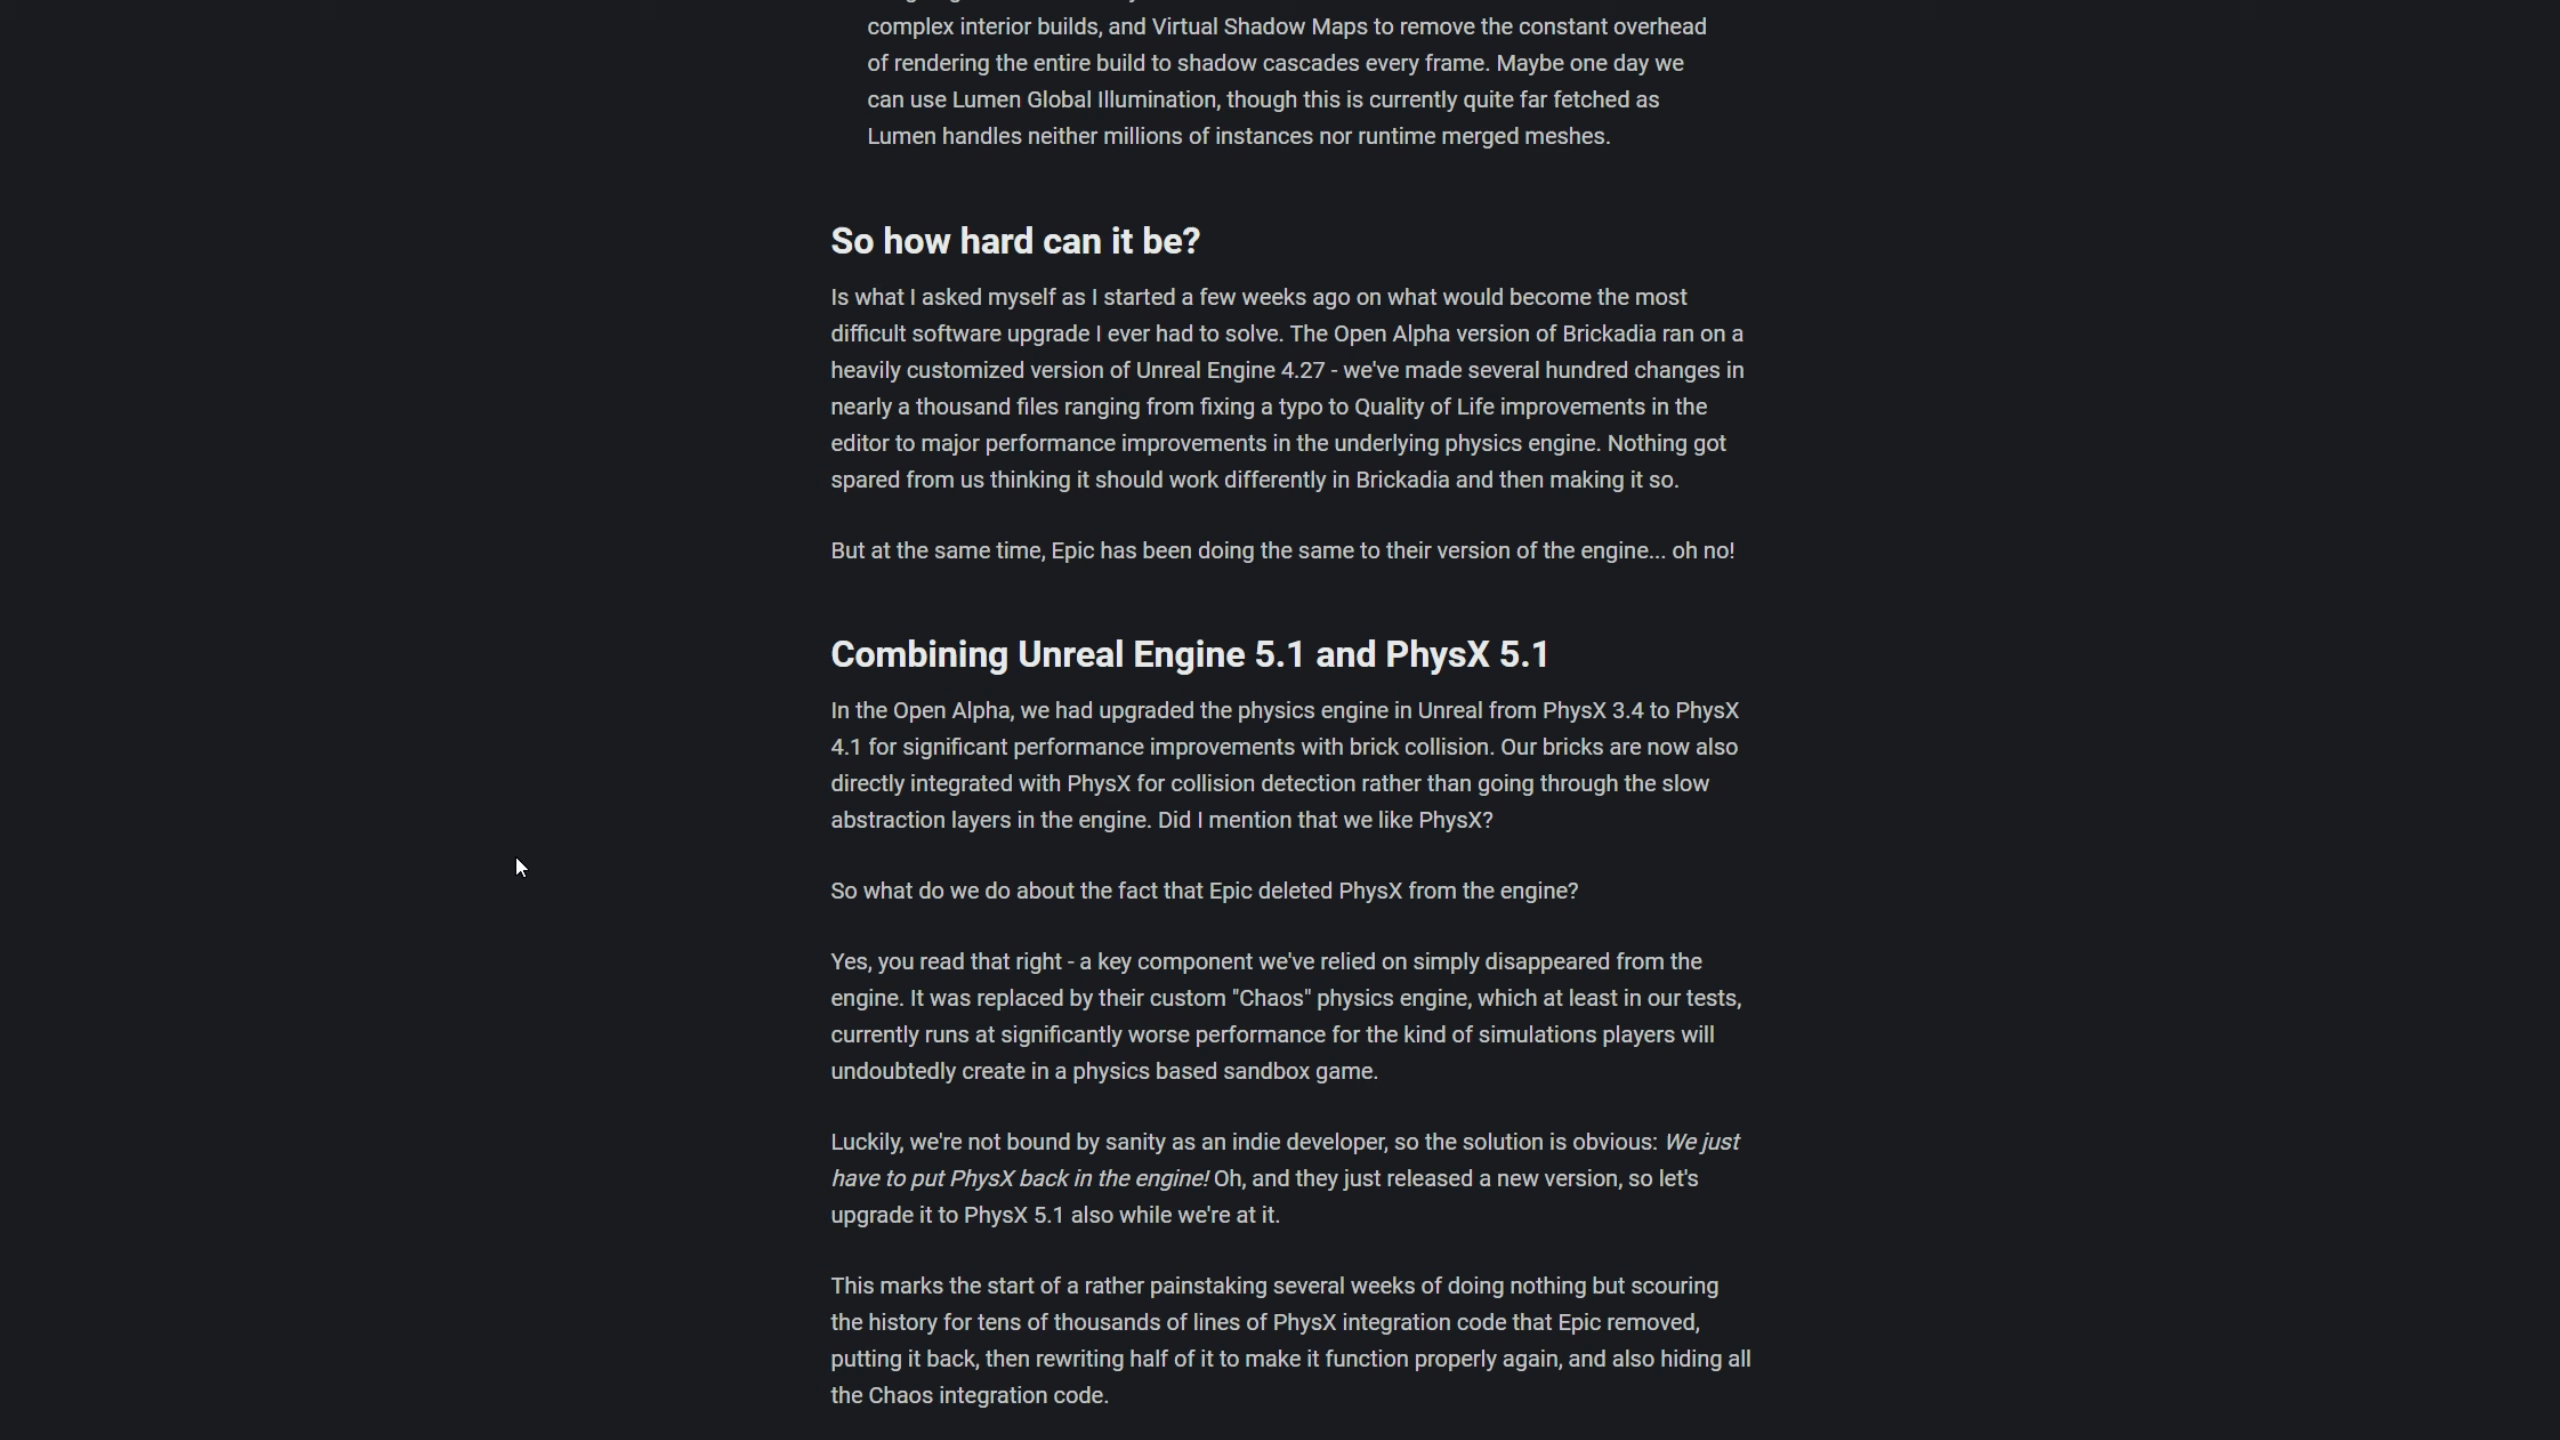 complex interior builds, and Virtual Shadow Maps to remove the constant overhead
of rendering the entire build to shadow cascades every frame. Maybe one day we
can use Lumen Global Illumination, though this is currently quite far fetched as
Lumen handles neither millions of instances nor runtime merged meshes.
So how hard can it be?
Is what I asked myself as I started a few weeks ago on what would become the most
difficult software upgrade I ever had to solve. The Open Alpha version of Brickadia ran on a
heavily customized version of Unreal Engine 4.27 - we've made several hundred changes in
nearly a thousand files ranging from fixing a typo to Quality of Life improvements in the
editor to major performance improvements in the underlying physics engine. Nothing got
spared from us thinking it should work differently in Brickadia and then making it so.
But at the same time, Epic has been doing the same to their version of the engine... oh no!
Combining Unreal Engine 5.1 and PhysX 5.1
In the Open Alpha, we had upgraded the physics engine in Unreal from PhysX 3.4 to PhysX
4.1 for significant performance improvements with brick collision. Our bricks are now also
directly integrated with PhysX for collision detection rather than going through the slow
abstraction layers in the engine. Did I mention that we like PhysX?
So what do we do about the fact that Epic deleted PhysX from the engine?
Yes, you read that right - a key component we've relied on simply disappeared from the
engine. It was replaced by their custom "Chaos" physics engine, which at least in our tests,
currently runs at significantly worse performance for the kind of simulations players will
undoubtedly create in a physics based sandbox game.
Luckily, we're not bound by sanity as an indie developer, so the solution is obvious: We just
have to put PhysX back in the engine! Oh, and they just released a new version, so let's
upgrade it to PhysX 5.1 also while we're at it.
This marks the start of a rather painstaking several weeks of doing nothing but scouring
the history for tens of thousands of lines of PhysX integration code that Epic removed,
putting it back, then rewriting half of it to make it function properly again, and also hiding all
the Chaos integration code.